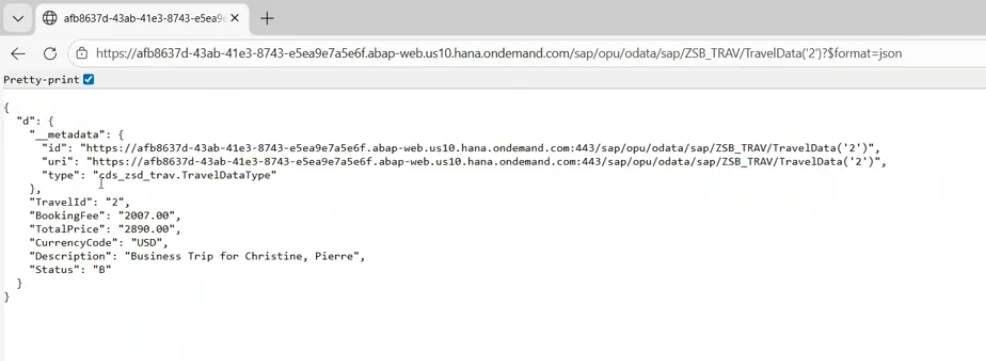 afb8637d-43ab-41e3-8743-e5ea9
https://afb8637d-43ab-41e3-8743-e5ea9e7a5e6f.abap-web.us10.hana.ondemand.com/sap/opu/odata/sap/ZSB_TRAV/TravelData('2')?$format=json
Pretty-print
{
"d": {
"__metadata": {
"id": "https://afb8637d-43ab-41e3-8743-e5ea9e7a5e6f.abap-web.us10.hana.ondemand.com:443/sap/opu/odata/sap/ZSB_TRAV/TravelData('2')",
"uri": "https://afb8637d-43ab-41e3-8743-e5ea9e7a5e6f.abap-web.us10.hana.ondemand.com:443/sap/opu/odata/sap/ZSB_TRAV/TravelData('2')",
"type": "cds_zsd_trav.TravelDataType"
},
"TravelId": "2",
"BookingFee": "2007.00",
"TotalPrice": "2890.00",
"CurrencyCode": "USD",
"Description": "Business Trip for Christine, Pierre",
"Status": "B"
}
}